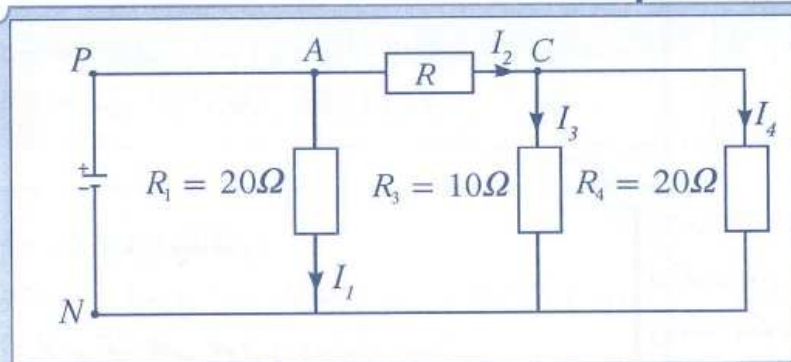 P A I₂ C
R
I₃ I₄
+
−
R₁ = 20Ω R₃ = 10Ω R₄ = 20Ω
I₁
N